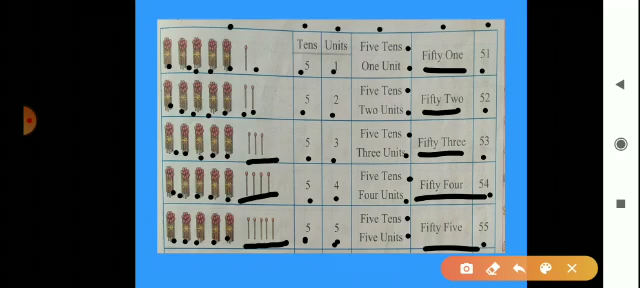 Tens Units
5 1 Five Tens One Unit Fifty One 51
5 2 Five Tens Two Units Fifty Two 52
5 3 Five Tens Three Units Fifty Three 53
5 4 Five Tens Four Units Fifty Four 54
5 5 Five Tens Five Units Fifty Five 55